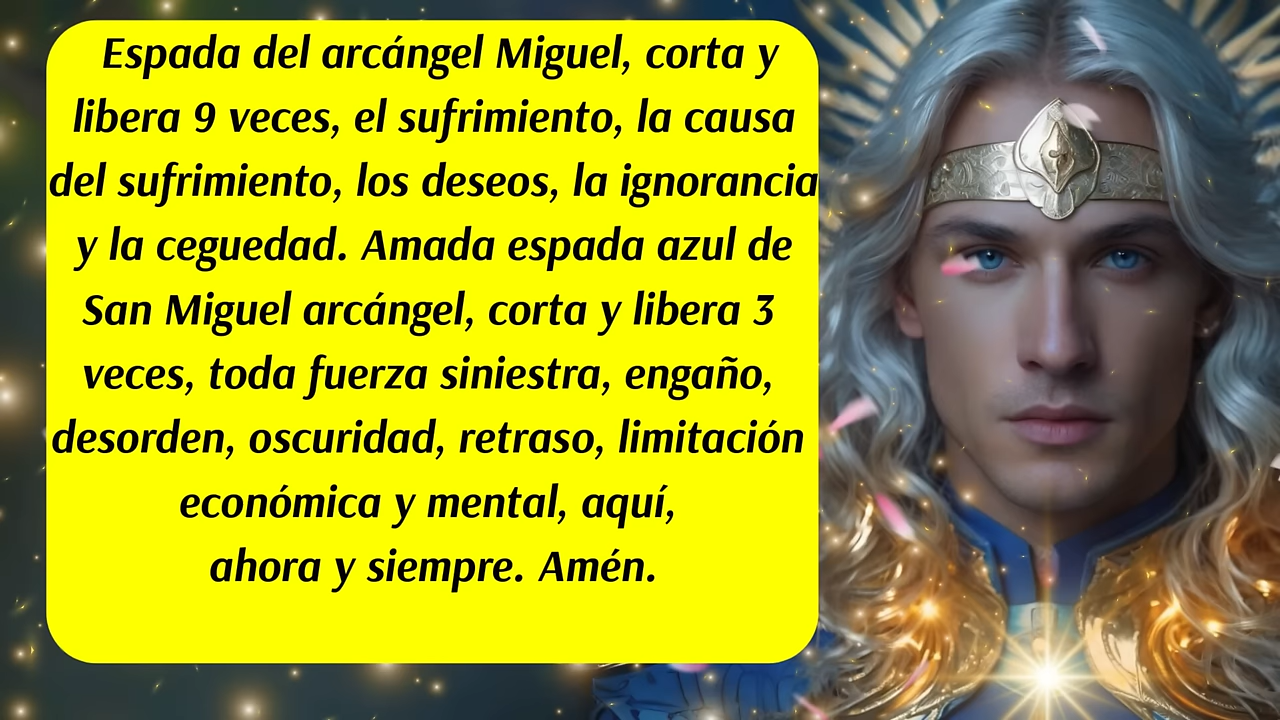 Espada del arcángel Miguel, corta y
libera 9 veces, el sufrimiento, la causa
del sufrimiento, los deseos, la ignorancia
y la ceguedad. Amada espada azul de
San Miguel arcángel, corta y libera 3
veces, toda fuerza siniestra, engaño,
desorden, oscuridad, retraso, limitación
económica y mental, aquí,
ahora y siempre. Amén.